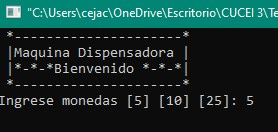 "C:\Users\cejac\OneDrive\Escritorio\CUCEI 3\Te
*---------------------*
|Maquina Dispensadora |
|*-*-*Bienvenido *-*-*|
*---------------------*
Ingrese monedas [5] [10] [25]: 5